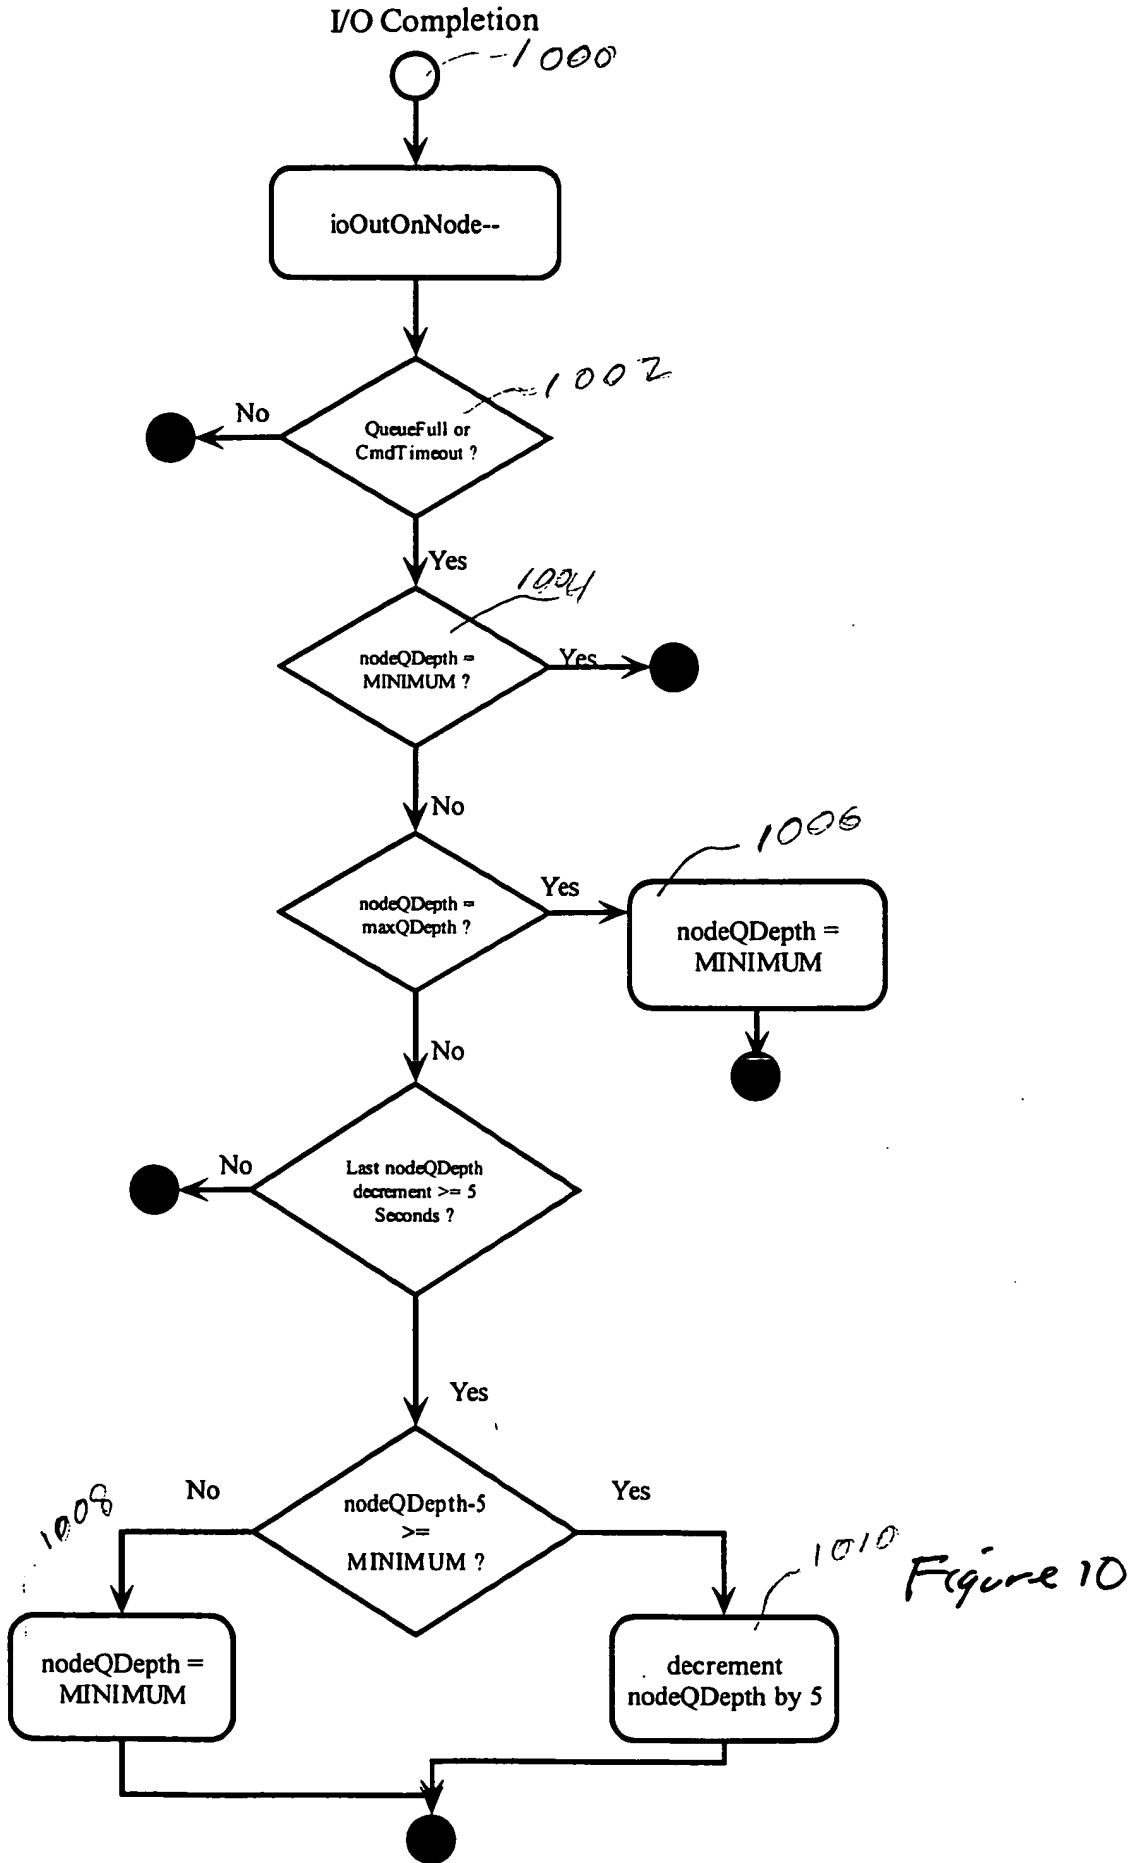 I/O Completion
1000
ioOutOnNode--
1002
No
QueueFull or
CmdTimeout ?
Yes
1004
nodeQDepth =
MINIMUM ?
Yes
No
1006
nodeQDepth =
maxQDepth ?
Yes
nodeQDepth =
MINIMUM
No
No
Last nodeQDepth
decrement >= 5
Seconds ?
Yes
No
nodeQDepth-5
>=
MINIMUM ?
Yes
1008
1010
Figure 10
nodeQDepth =
MINIMUM
decrement
nodeQDepth by 5